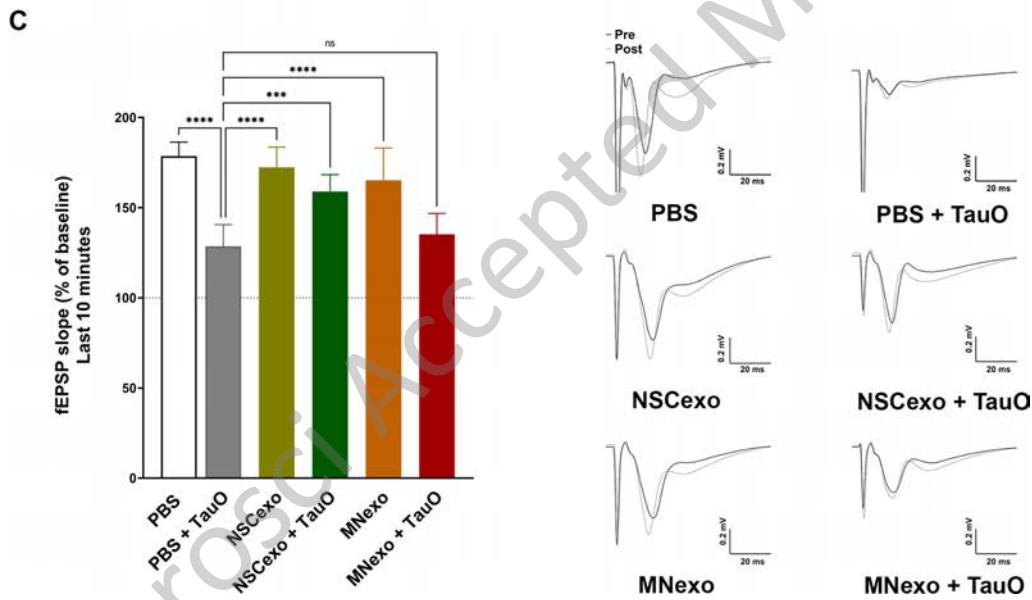 C
ns
****
***
**** ****
fEPSP slope (% of baseline)
Last 10 minutes
200
150
100
50
0
PBS
PBS + TauO
NSCexo
NSCexo + TauO
MNexo
MNexo + TauO
Pre
Post
0.2 mV
20 ms
PBS
0.2 mV
20 ms
PBS + TauO
0.2 mV
20 ms
NSCexo
0.2 mV
20 ms
NSCexo + TauO
0.2 mV
20 ms
MNexo
0.2 mV
20 ms
MNexo + TauO
rosci Accepted M